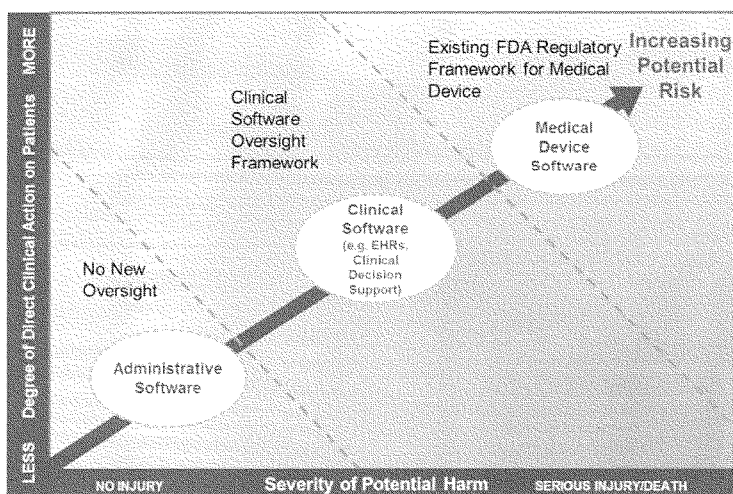 MORE
Degree of Direct Clinical Action on Patients
LESS
Existing FDA Regulatory
Framework for Medical
Device
Increasing
Potential
Risk
Clinical
Software
Oversight
Framework
Medical
Device
Software
Clinical
Software
(e.g. EHRs,
Clinical
Decision
Support)
No New
Oversight
Administrative
Software
NO INJURY
Severity of Potential Harm
SERIOUS INJURY/DEATH